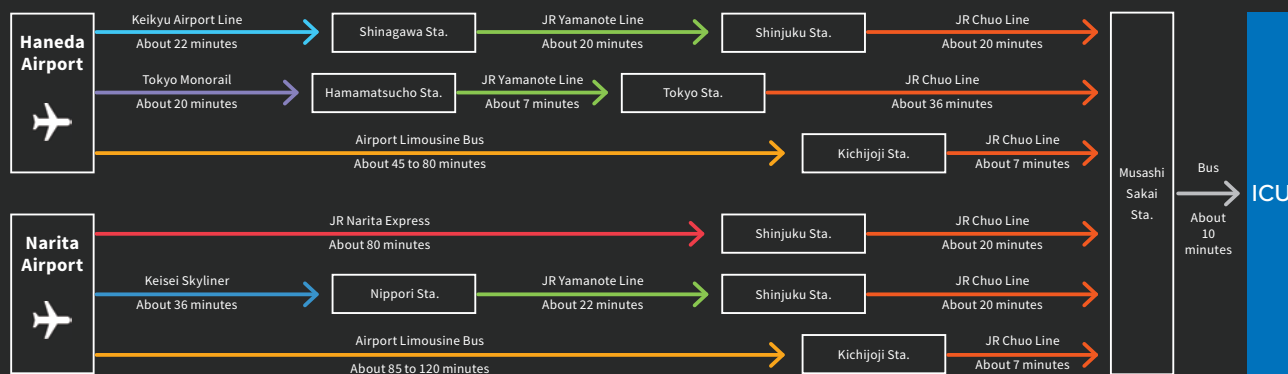 Haneda
Airport
Keikyu Airport Line
About 22 minutes
Shinagawa Sta.
JR Yamanote Line
About 20 minutes
Shinjuku Sta.
JR Chuo Line
About 20 minutes
Tokyo Monorail
About 20 minutes
Hamamatsucho Sta.
JR Yamanote Line
About 7 minutes
Tokyo Sta.
JR Chuo Line
About 36 minutes
Airport Limousine Bus
About 45 to 80 minutes
Kichijoji Sta.
JR Chuo Line
About 7 minutes
Narita
Airport
JR Narita Express
About 80 minutes
Shinjuku Sta.
JR Chuo Line
About 20 minutes
Keisei Skyliner
About 36 minutes
Nippori Sta.
JR Yamanote Line
About 22 minutes
Shinjuku Sta.
JR Chuo Line
About 20 minutes
Airport Limousine Bus
About 85 to 120 minutes
Kichijoji Sta.
JR Chuo Line
About 7 minutes
Musashi
Sakai
Sta.
Bus
About
10
minutes
ICU